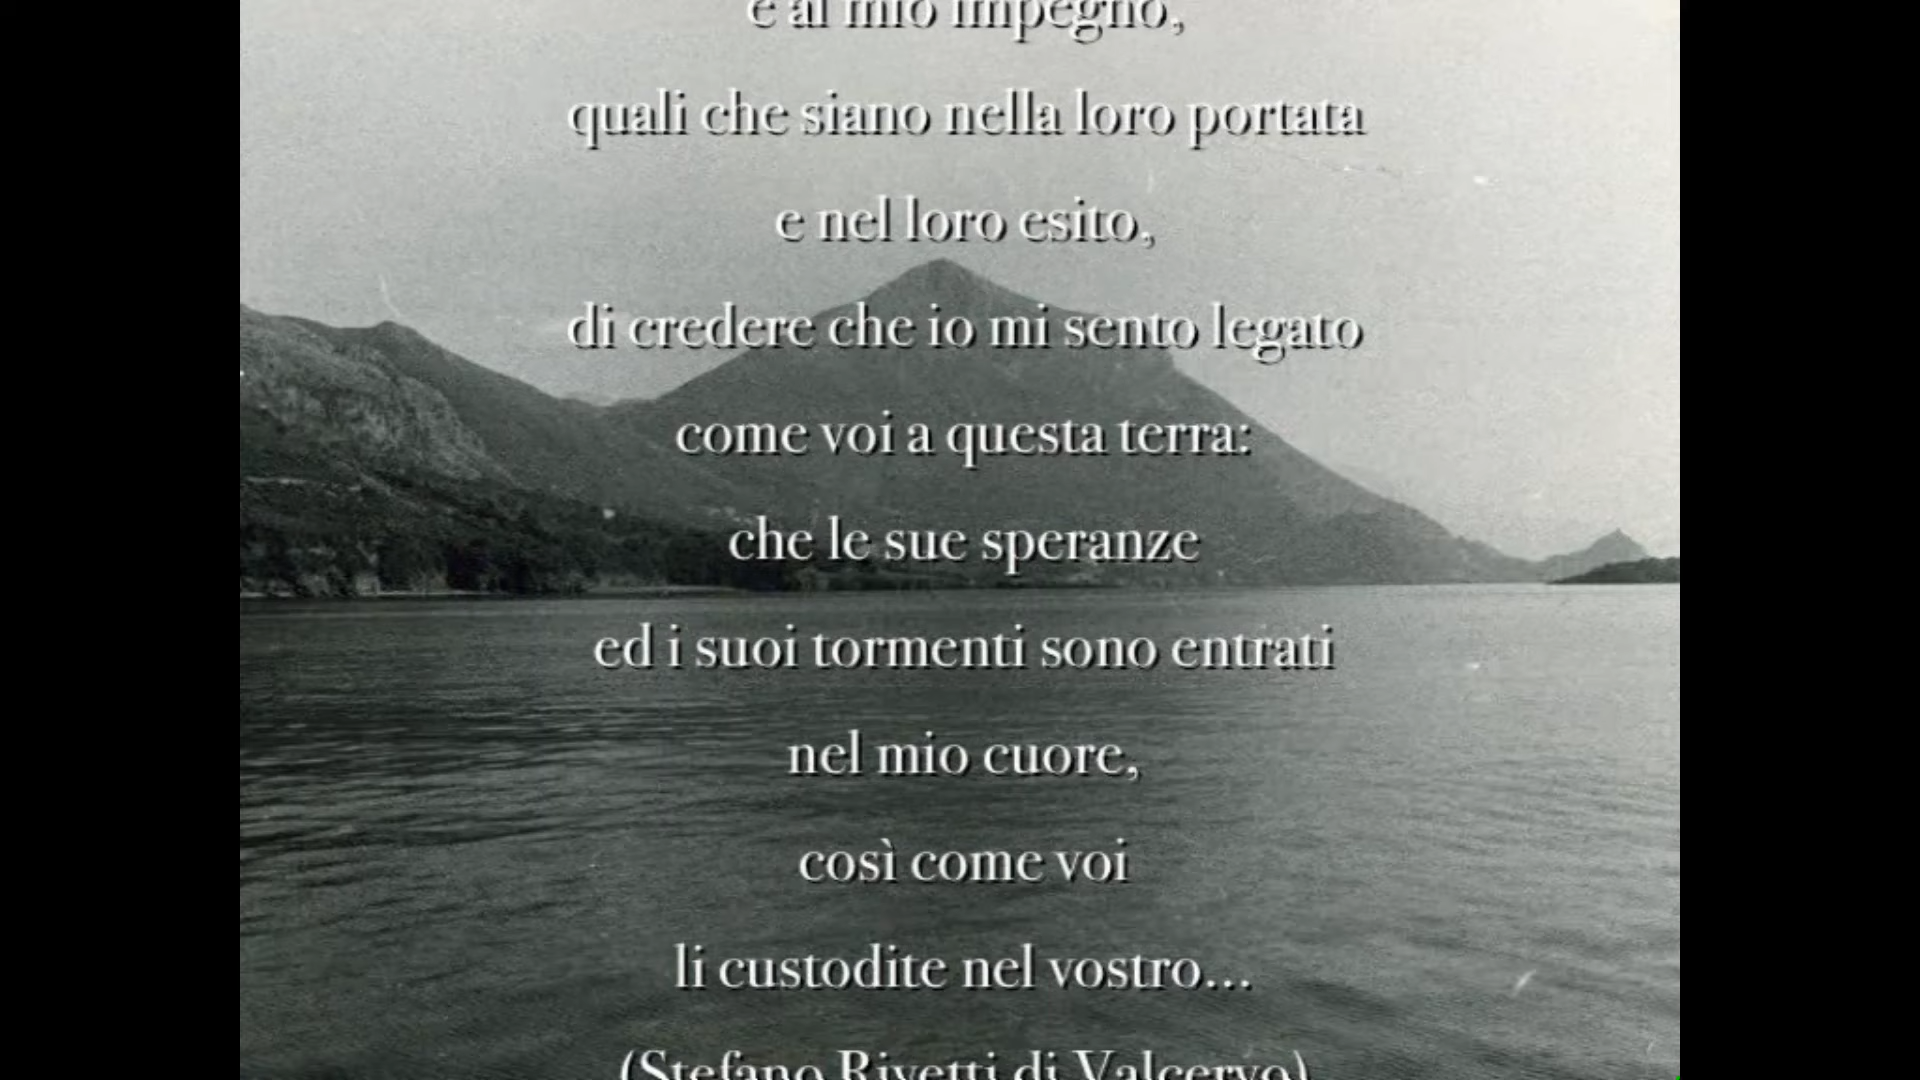 e al mio impegno,
quali che siano nella loro portata
e nel loro esito,
di credere che io mi sento legato
come voi a questa terra:
che le sue speranze
ed i suoi tormenti sono entrati
nel mio cuore,
così come voi
li custodite nel vostro...
(Stefano Rivetti di Valcervo)